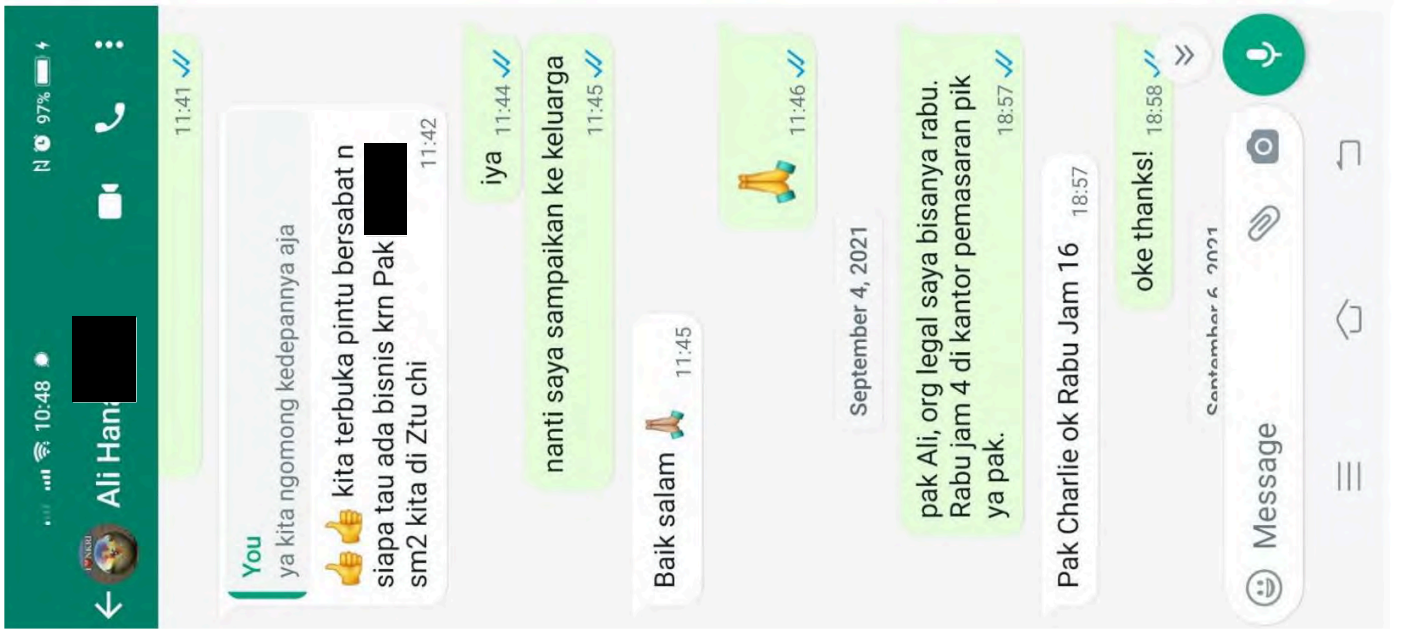 10:48
97%
Ali Hana
11:41
You
ya kita ngomong kedepannya aja
👍👍 kita terbuka pintu bersabat n
siapa tau ada bisnis krn Pak
sm2 kita di Ztu chi
11:42
iya
11:44
nanti saya sampaikan ke keluarga
11:45
Baik salam 🙏
11:45
🙏
11:46
September 4, 2021
pak Ali, org legal saya bisanya rabu.
Rabu jam 4 di kantor pemasaran pik
ya pak.
18:57
Pak Charlie ok Rabu Jam 16
18:57
oke thanks!
18:58
September 6, 2021
Message